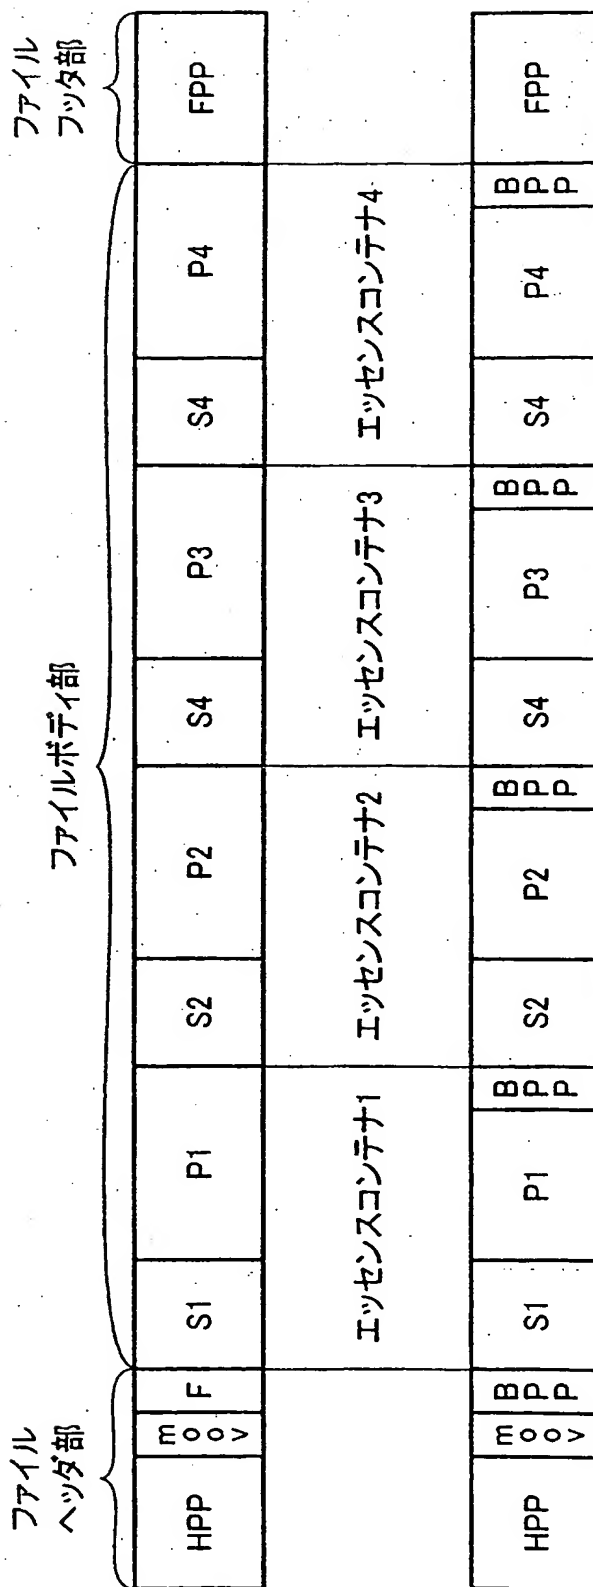 ファイル
ヘッダ部
ファイルボディ部
ファイル
フッタ部
HPP
moov
F
S1
P1
S2
P2
S4
P3
S4
P4
FPP
エッセンスコンテナ1
エッセンスコンテナ2
エッセンスコンテナ3
エッセンスコンテナ4
HPP
moov
BPP
S1
P1
BPP
S2
P2
BPP
S4
P3
BPP
S4
P4
BPP
FPP